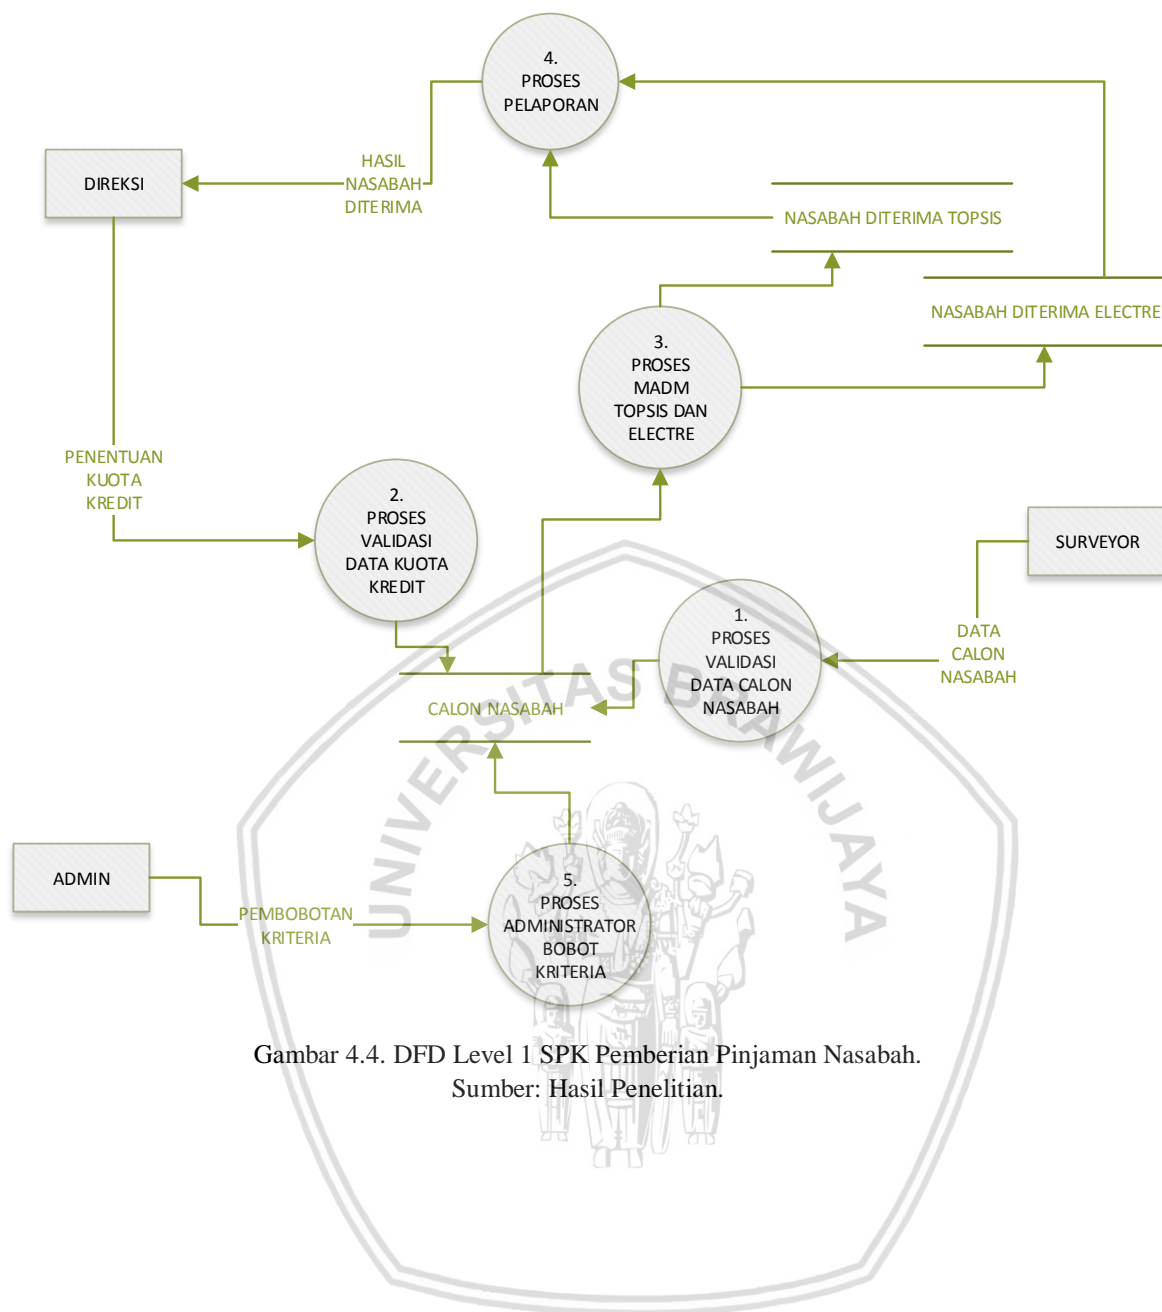 4.
PROSES
PELAPORAN
DIREKSI
HASIL
NASABAH
DITERIMA
NASABAH DITERIMA TOPSIS
NASABAH DITERIMA ELECTRE
3.
PROSES
MADM
TOPSIS DAN
ELECTRE
PENENTUAN
KUOTA
KREDIT
2.
PROSES
VALIDASI
DATA KUOTA
KREDIT
SURVEYOR
1.
PROSES
VALIDASI
DATA CALON
NASABAH
DATA
CALON
NASABAH
CALON NASABAH
UNIVERSITAS BRAWIJAYA
ADMIN
PEMBOBOTAN
KRITERIA
5.
PROSES
ADMINISTRATOR
BOBOT
KRITERIA
Gambar 4.4. DFD Level 1 SPK Pemberian Pinjaman Nasabah.
Sumber: Hasil Penelitian.